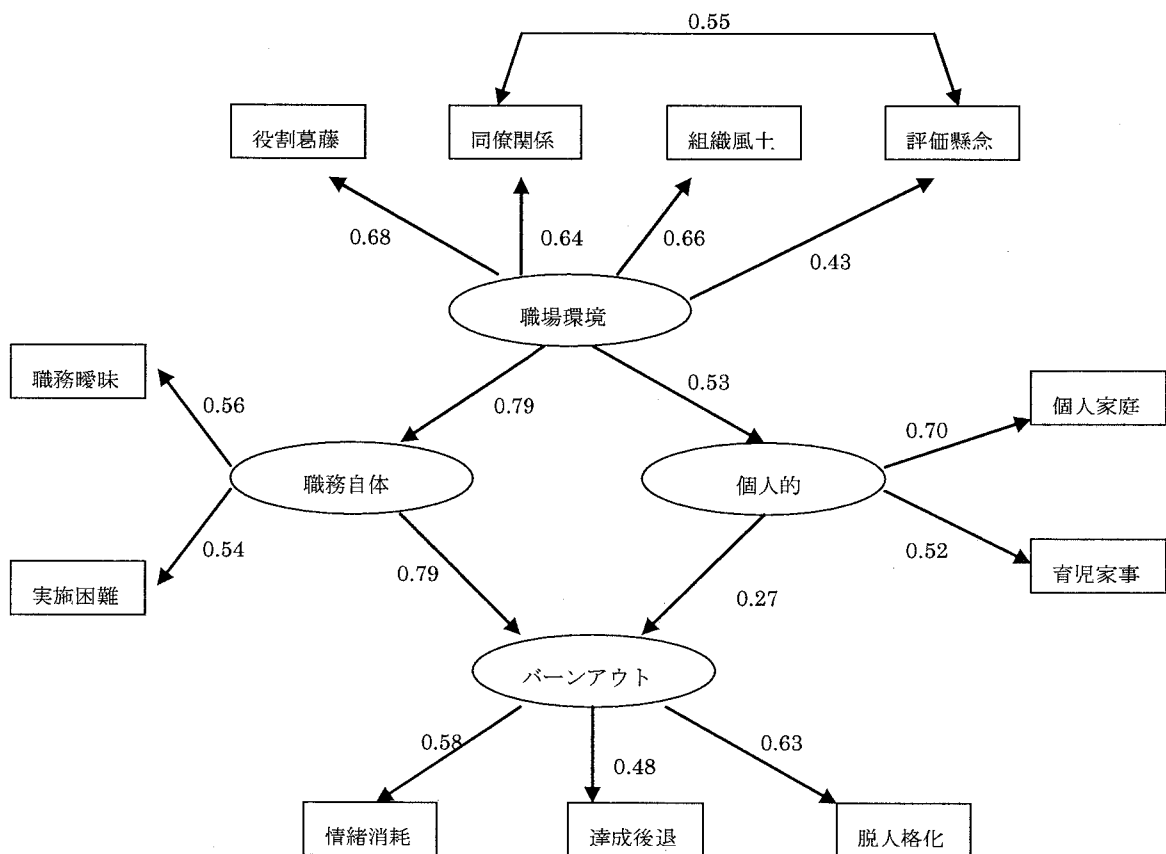 0.55
役割葛藤
同僚関係
組織風土
評価懸念
0.68
0.64
0.66
0.43
職場環境
職務曖昧
0.56
0.79
0.53
個人家庭
0.70
職務自体
個人的
0.54
0.52
実施困難
育児家事
0.79
0.27
バーンアウト
0.58
0.48
0.63
情緒消耗
達成後退
脱人格化